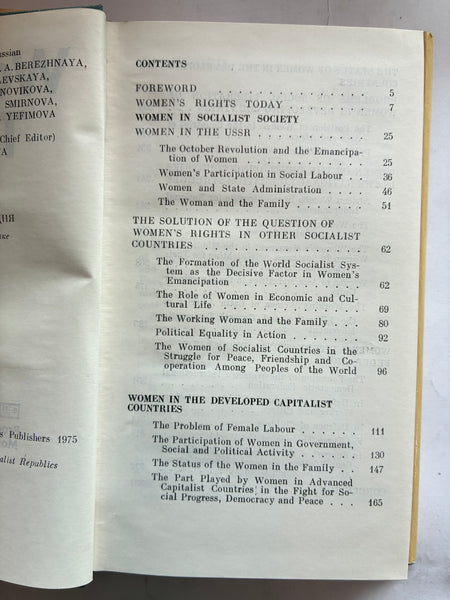 ssian
. A. BEREZHNAYA,
EVSKAYA,
NOVIKOVA,
SMIRNOVA,
. YEFIMOVA
Chief Editor)
VA
ДНЯ
ке
s Publishers 1975
alist Republics
CONTENTS
FOREWORD . . . . . . . . . . . . . . . 5
WOMEN'S RIGHTS TODAY . . . . . . . . . 7
WOMEN IN SOCIALIST SOCIETY
WOMEN IN THE USSR . . . . . . . . . . . 25
The October Revolution and the Emancipa-
tion of Women . . . . . . . . . . . 25
Women's Participation in Social Labour . . 36
Women and State Administration . . . . 46
The Woman and the Family . . . . . . 51
THE SOLUTION OF THE QUESTION OF
WOMEN'S RIGHTS IN OTHER SOCIALIST
COUNTRIES . . . . . . . . . . . . . . 62
The Formation of the World Socialist Sys-
tem as the Decisive Factor in Women's
Emancipation . . . . . . . . . . . 62
The Role of Women in Economic and Cul-
tural Life . . . . . . . . . . . . 69
The Working Woman and the Family . . . 80
Political Equality in Action . . . . . . 92
The Women of Socialist Countries in the
Struggle for Peace, Friendship and Co-
operation Among Peoples of the World 96
WOMEN IN THE DEVELOPED CAPITALIST
COUNTRIES
The Problem of Female Labour . . . . 111
The Participation of Women in Government,
Social and Political Activity . . . . . 130
The Status of the Women in the Family . . 147
The Part Played by Women in Advanced
Capitalist Countries in the Fight for So-
cial Progress, Democracy and Peace . . . 165